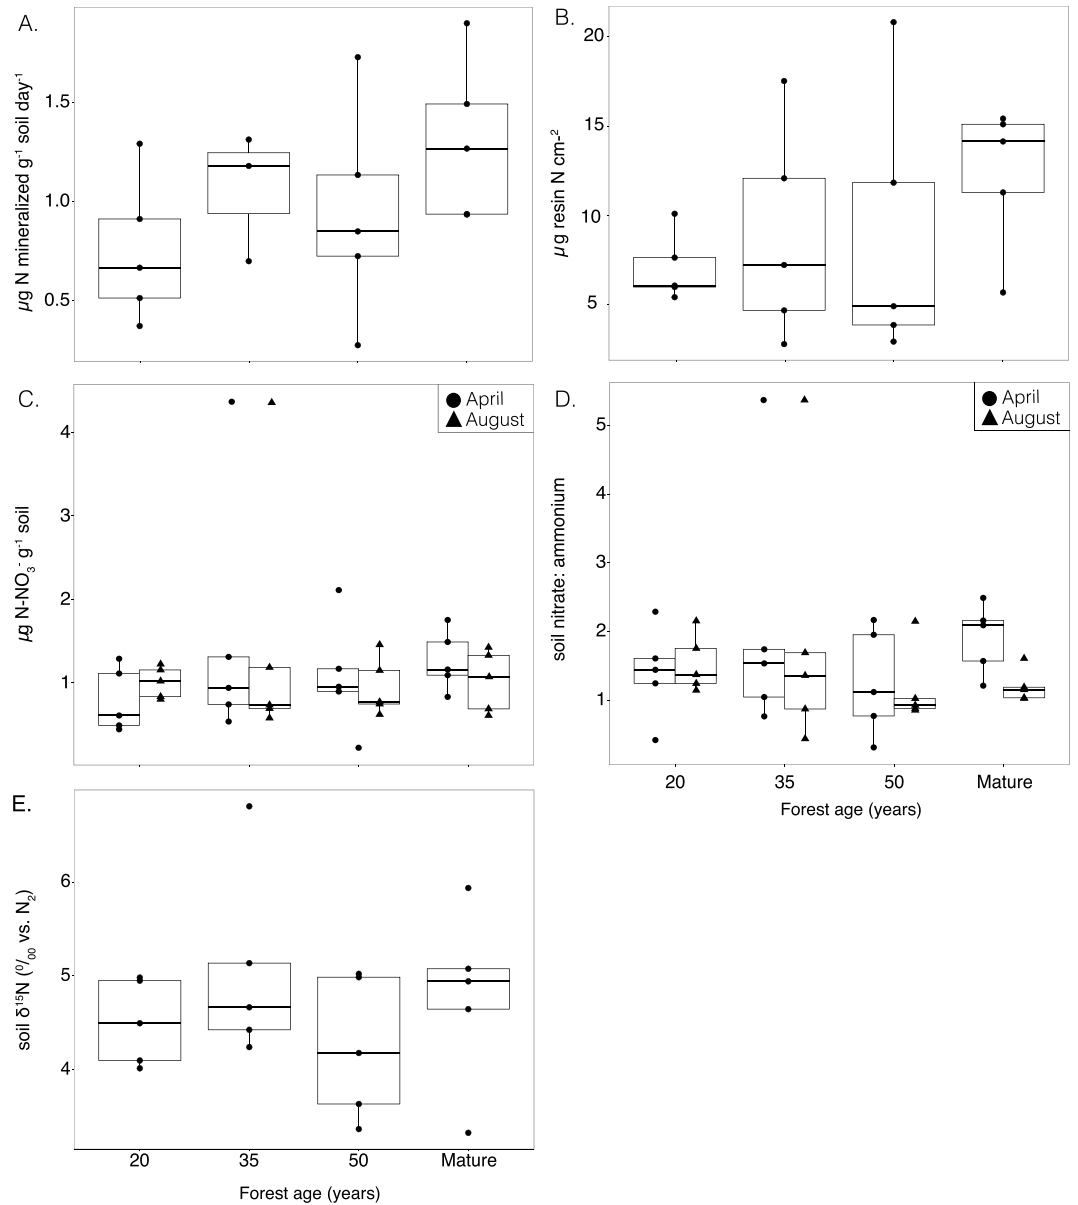 A.
µg N mineralized g⁻¹ soil day⁻¹
1.5
1.0
0.5
B.
µg resin N cm⁻²
20
15
10
5
C.
µg N-NO₃⁻ g⁻¹ soil
4
3
2
1
April
August
D.
soil nitrate: ammonium
5
4
3
2
1
April
August
20 35 50 Mature
Forest age (years)
E.
soil δ¹⁵N (⁰/₀₀ vs. N₂)
6
5
4
20 35 50 Mature
Forest age (years)